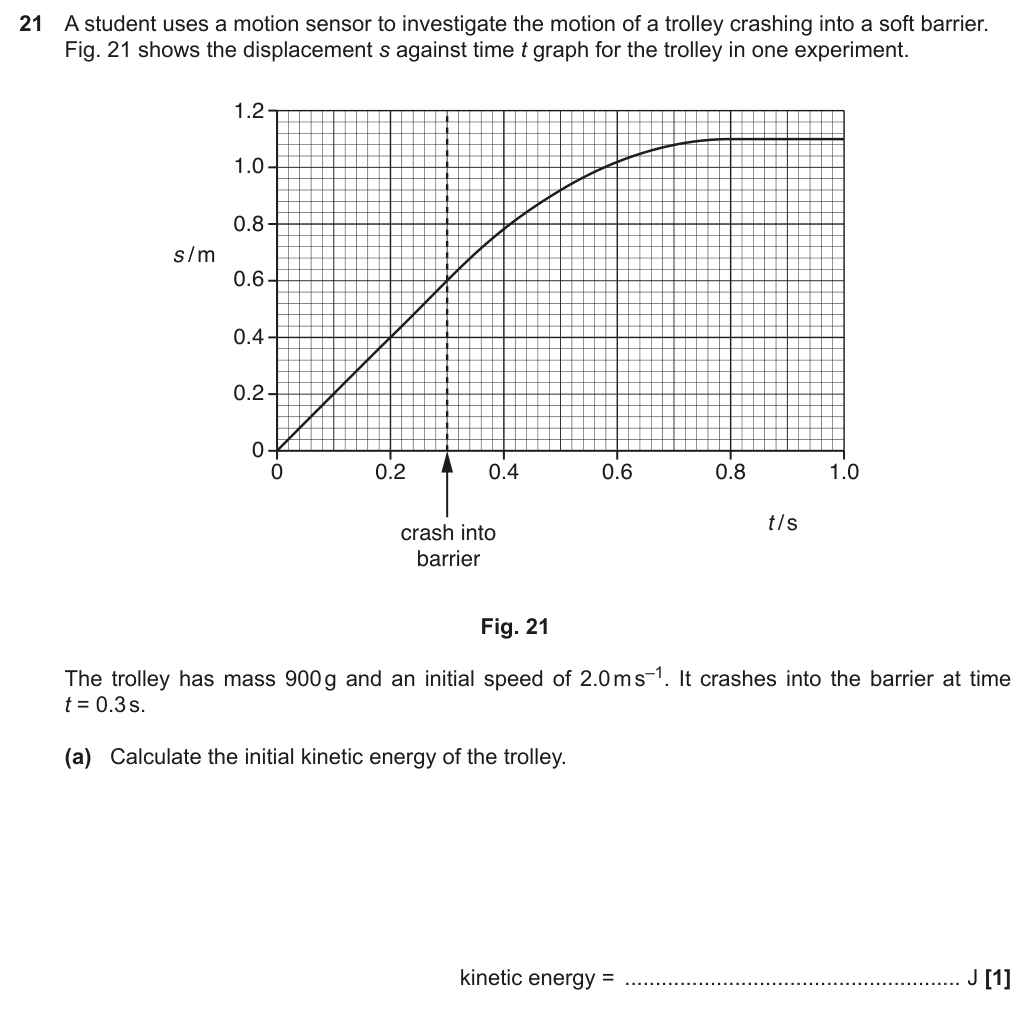 21 A student uses a motion sensor to investigate the motion of a trolley crashing into a soft barrier.
Fig. 21 shows the displacement s against time t graph for the trolley in one experiment.
1.2
1.0
0.8
s / m
0.6
0.4
0.2
0
0 0.2 0.4 0.6 0.8 1.0
t / s
crash into
barrier
Fig. 21
The trolley has mass 900 g and an initial speed of 2.0 m s⁻¹. It crashes into the barrier at time
t = 0.3 s.
(a) Calculate the initial kinetic energy of the trolley.
kinetic energy = ...................................................... J [1]